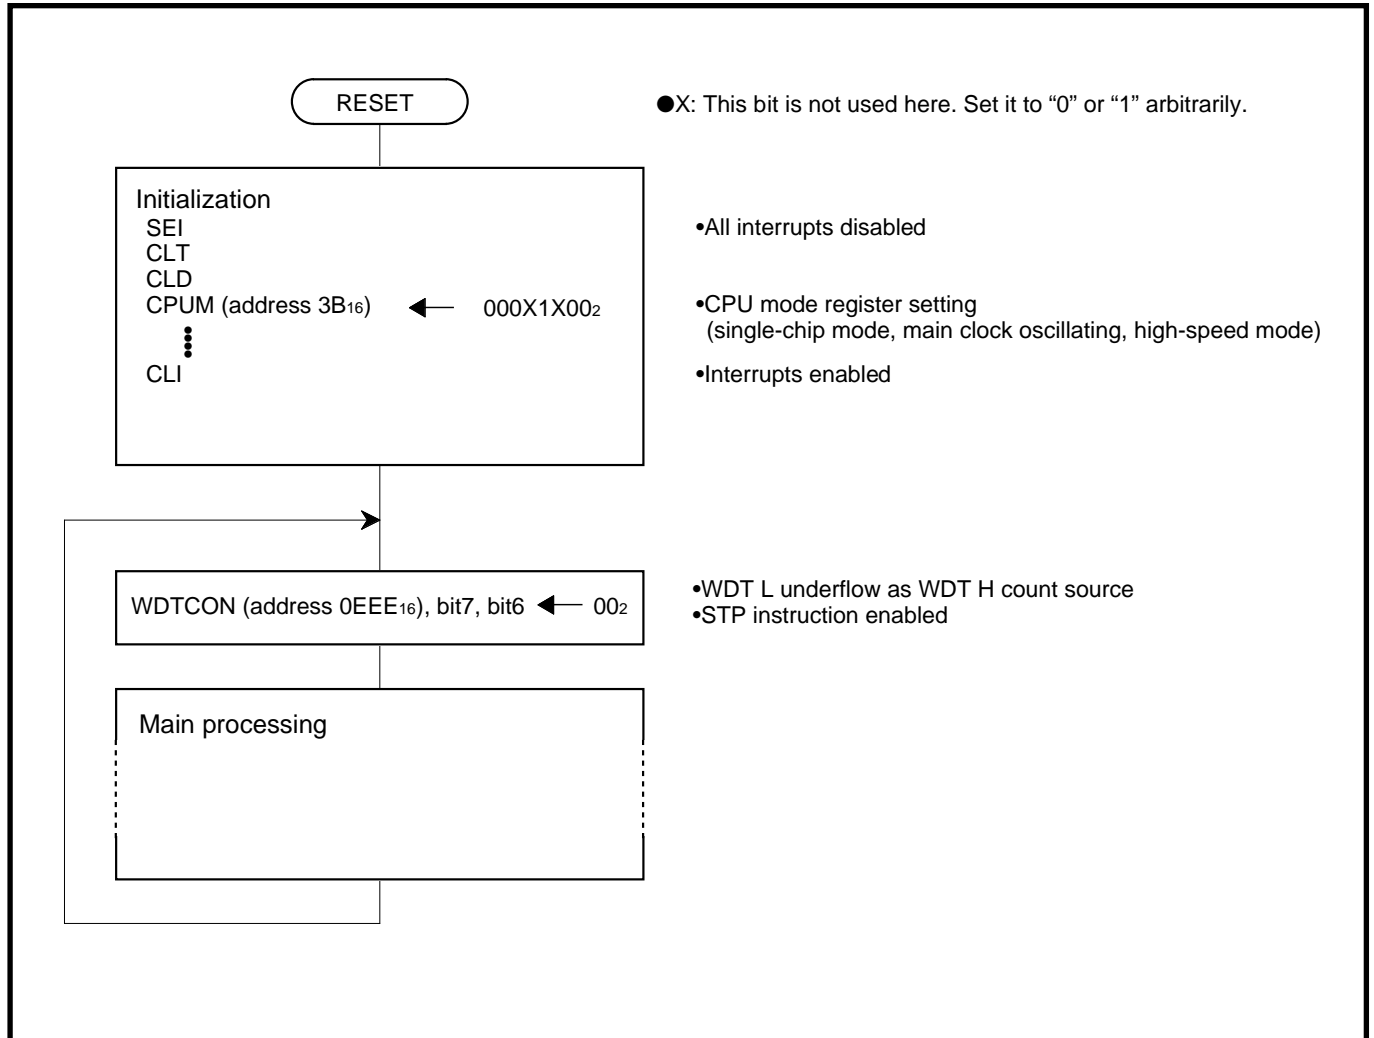 RESET
●X: This bit is not used here. Set it to “0” or “1” arbitrarily.
Initialization
SEI
•All interrupts disabled
CLT
CLD
CPUM (address 3B16) ← 000X1X002
•CPU mode register setting
(single-chip mode, main clock oscillating, high-speed mode)
CLI
•Interrupts enabled
WDTCON (address 0EEE16), bit7, bit6 ← 002
•WDT L underflow as WDT H count source
•STP instruction enabled
Main processing